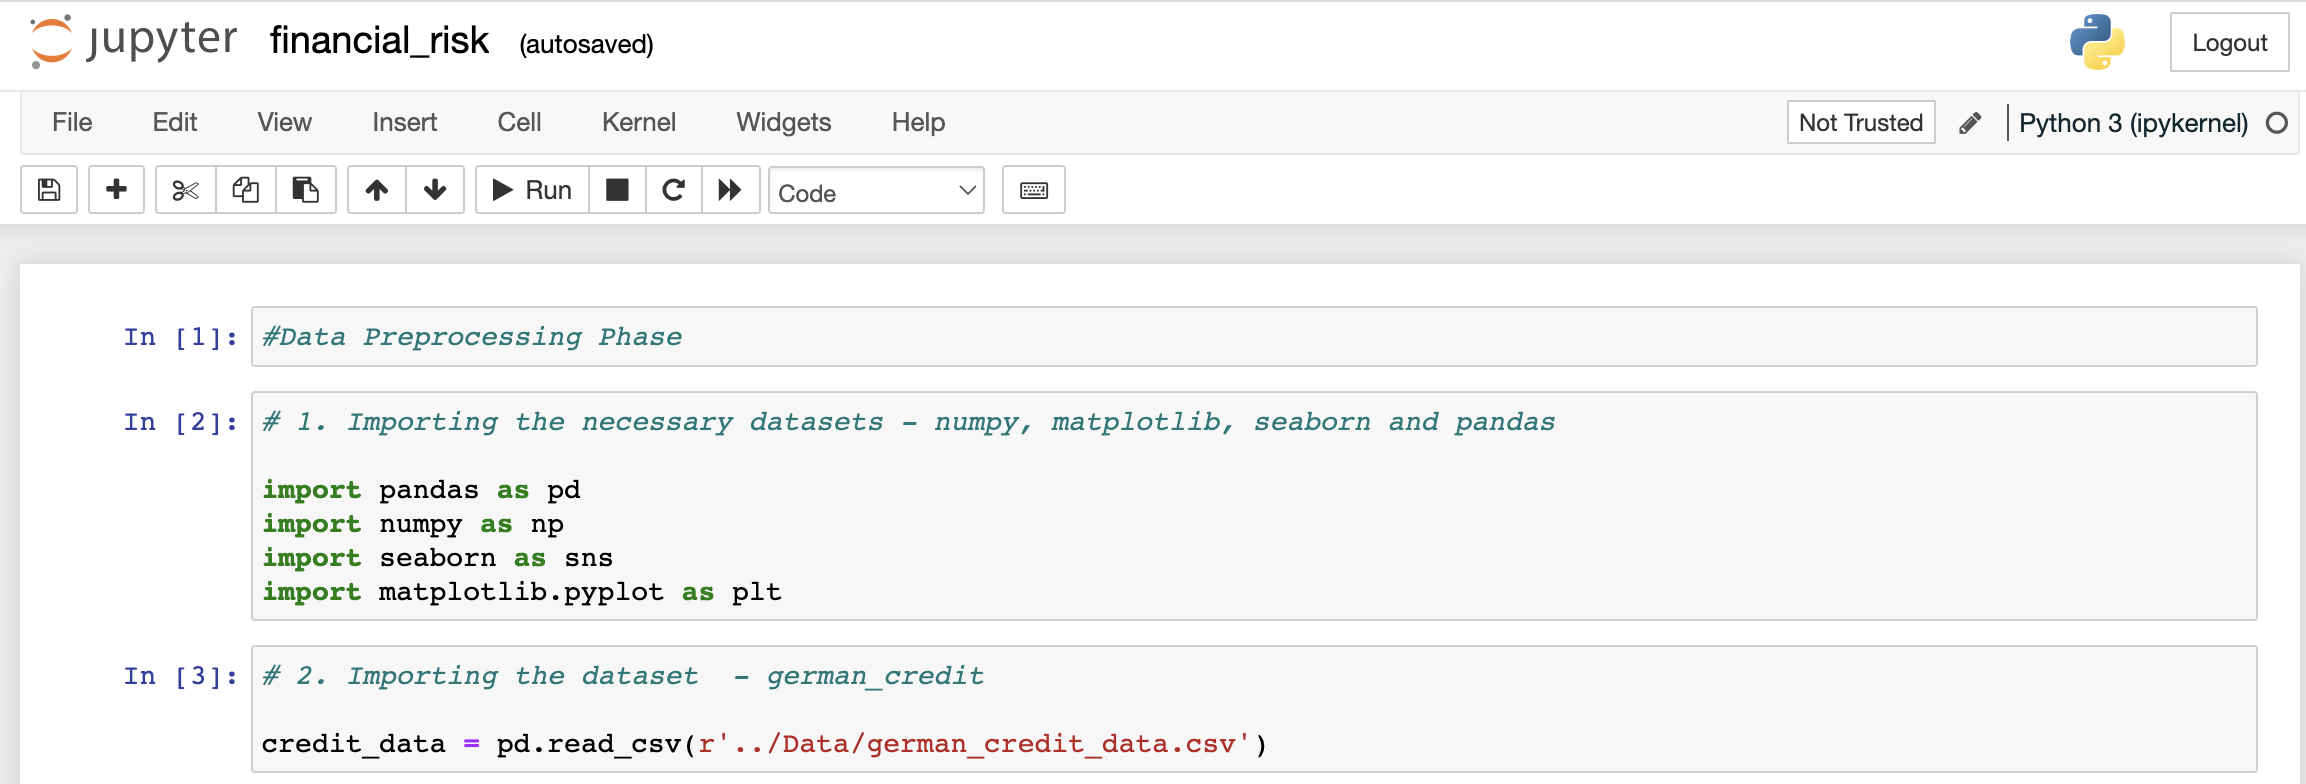 jupyter financial_risk (autosaved) Logout
File Edit View Insert Cell Kernel Widgets Help Not Trusted Python 3 (ipykernel)
Run Code
In [1]: #Data Preprocessing Phase
In [2]: # 1. Importing the necessary datasets - numpy, matplotlib, seaborn and pandas
import pandas as pd
import numpy as np
import seaborn as sns
import matplotlib.pyplot as plt
In [3]: # 2. Importing the dataset  - german_credit
credit_data = pd.read_csv(r'../Data/german_credit_data.csv')